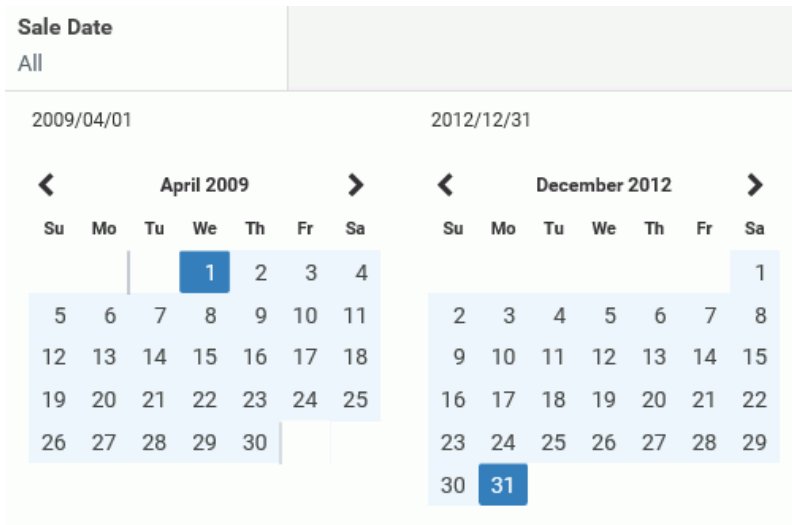 Sale Date
All
2009/04/01 2012/12/31
April 2009 December 2012
Su Mo Tu We Th Fr Sa Su Mo Tu We Th Fr Sa
1 2 3 4 1
5 6 7 8 9 10 11 2 3 4 5 6 7 8
12 13 14 15 16 17 18 9 10 11 12 13 14 15
19 20 21 22 23 24 25 16 17 18 19 20 21 22
26 27 28 29 30 23 24 25 26 27 28 29
30 31